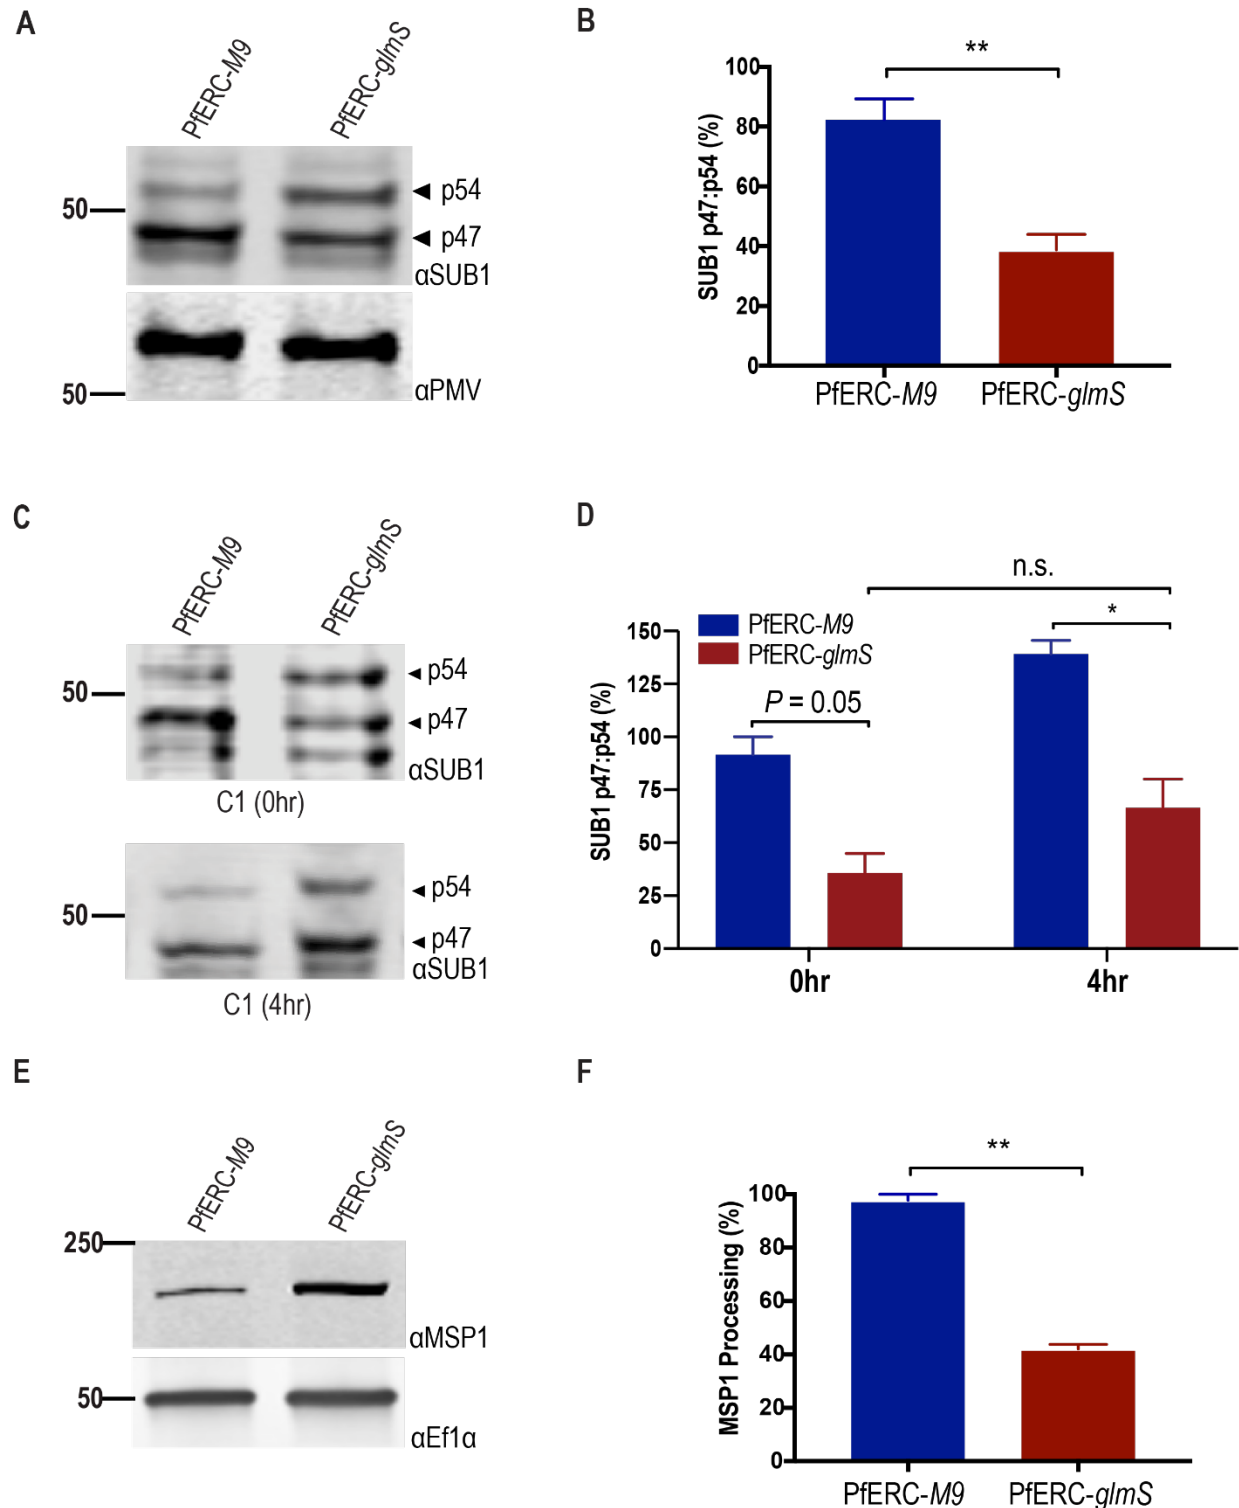 A
PfERC-M9
PfERC-glmS
50
p54
p47
αSUB1
50
αPMV
B
**
SUB1 p47:p54 (%)
100
80
60
40
20
0
PfERC-M9
PfERC-glmS
C
PfERC-M9
PfERC-glmS
50
p54
p47
αSUB1
C1 (0hr)
50
p54
p47
αSUB1
C1 (4hr)
D
n.s.
*
PfERC-M9
PfERC-glmS
P = 0.05
SUB1 p47:p54 (%)
150
125
100
75
50
25
0
0hr
4hr
E
PfERC-M9
PfERC-glmS
250
αMSP1
50
αEf1α
F
**
MSP1 Processing (%)
100
80
60
40
20
0
PfERC-M9
PfERC-glmS